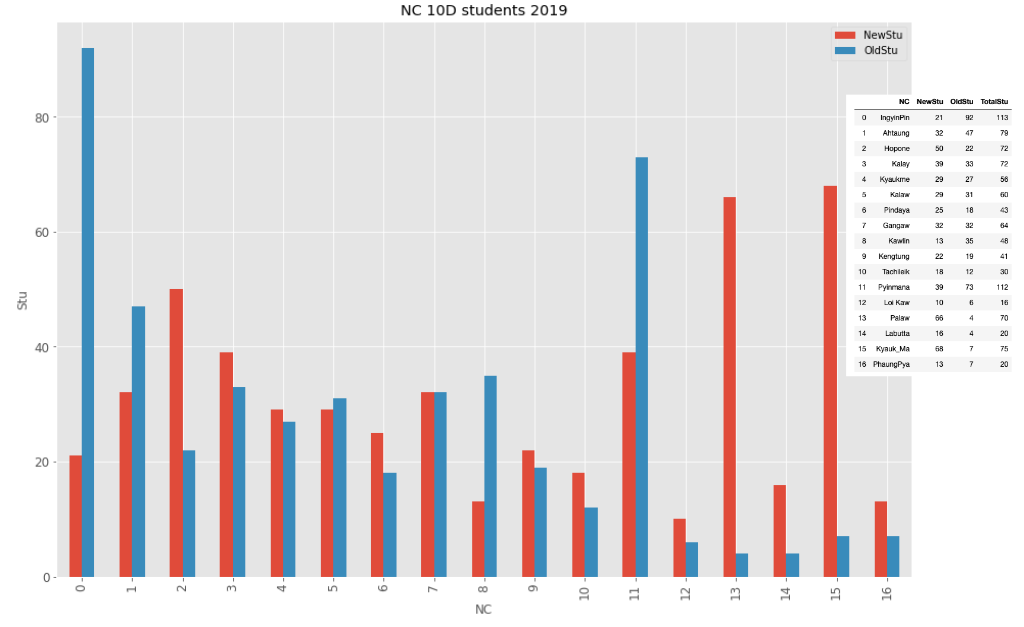 NC 10D students 2019
NewStu
OldStu
NC NewStu OldStu TotalStu
0 IngyinPin 21 92 113
1 Ahtaung 32 47 79
2 Hopone 50 22 72
3 Kalay 39 33 72
4 Kyaukme 29 27 56
5 Kalaw 29 31 60
6 Pindaya 25 18 43
7 Gangaw 32 32 64
8 Kawlin 13 35 48
9 Kengtung 22 19 41
10 Tachileik 18 12 30
11 Pyinmana 39 73 112
12 Loi Kaw 10 6 16
13 Palaw 66 4 70
14 Labutta 16 4 20
15 Kyauk_Ma 68 7 75
16 PhaungPya 13 7 20
80
60
40
20
0
Stu
0 1 2 3 4 5 6 7 8 9 10 11 12 13 14 15 16
NC